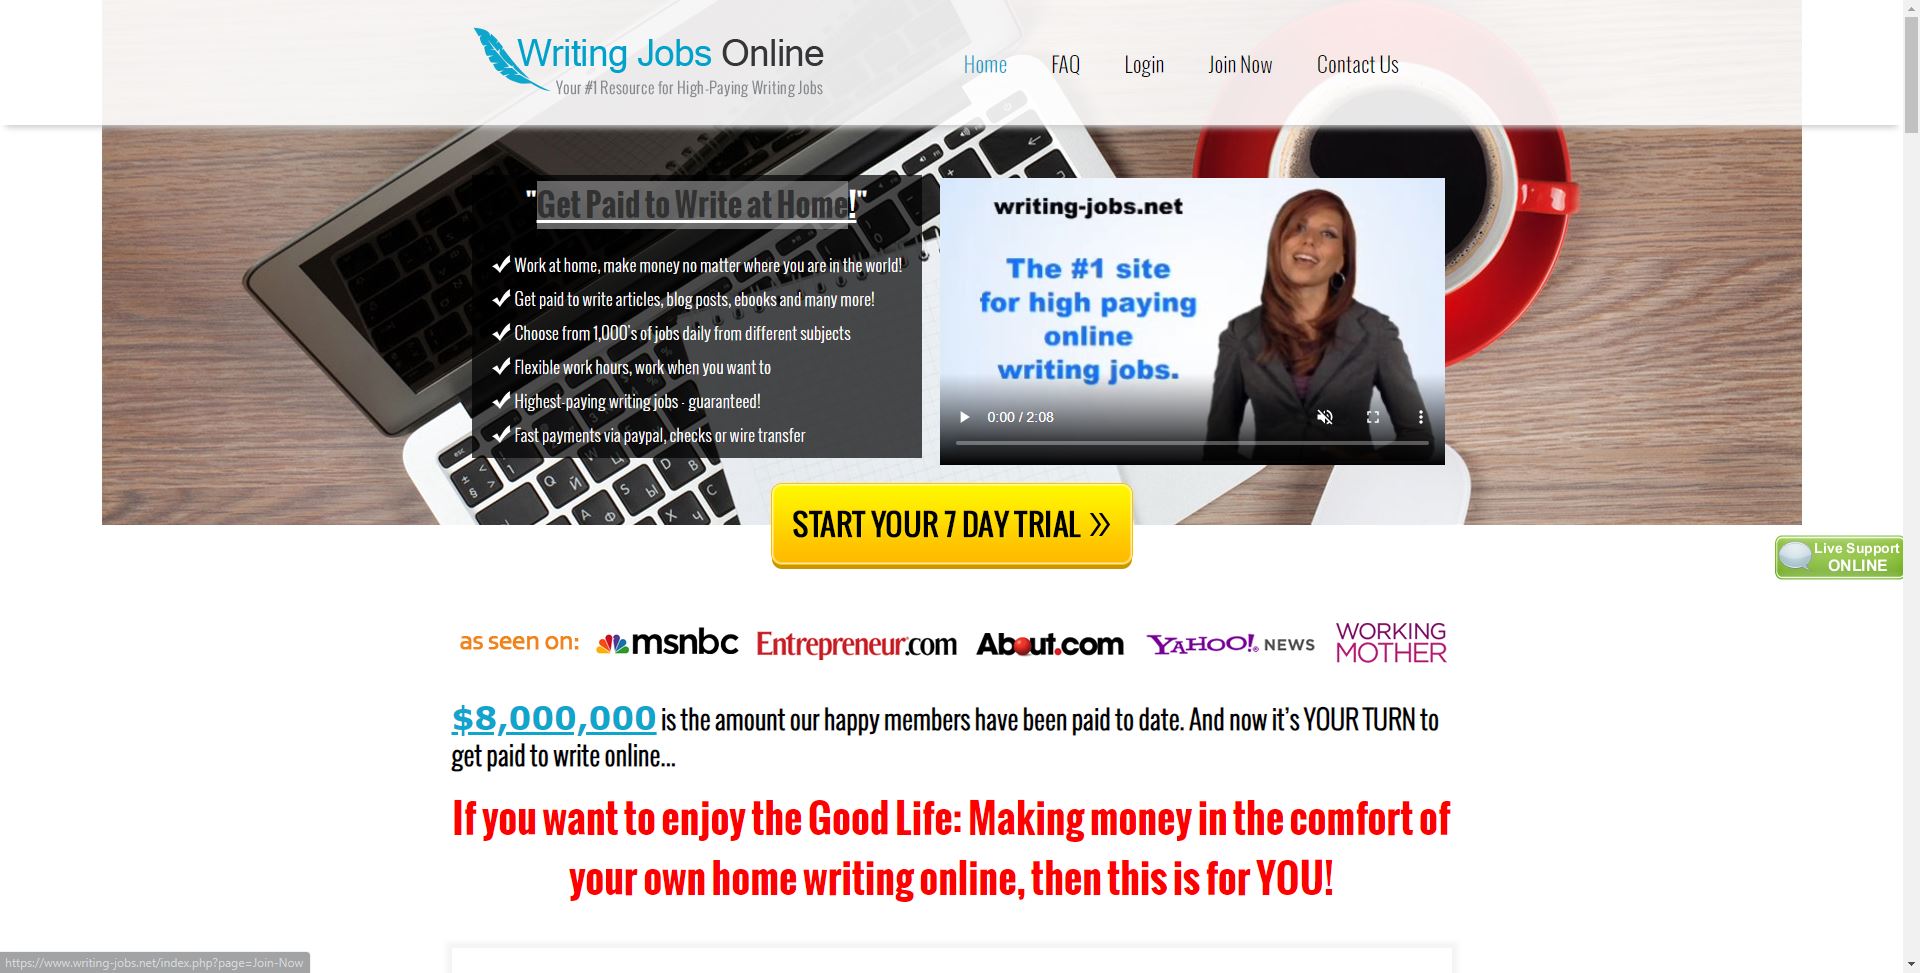 Writing Jobs Online
Your #1 Resource for High-Paying Writing Jobs
Home FAQ Login Join Now Contact Us
"Get Paid to Write at Home!"
Work at home, make money no matter where you are in the world!
Get paid to write articles, blog posts, ebooks and many more!
Choose from 1,000's of jobs daily from different subjects
Flexible work hours, work when you want to
Highest-paying writing jobs - guaranteed!
Fast payments via paypal, checks or wire transfer
writing-jobs.net
The #1 site
for high paying
online
writing jobs.
0:00 / 2:08
START YOUR 7 DAY TRIAL »
Live Support
ONLINE
as seen on: msnbc Entrepreneur.com About.com YAHOO! NEWS WORKING MOTHER
$8,000,000 is the amount our happy members have been paid to date. And now it's YOUR TURN to
get paid to write online...
If you want to enjoy the Good Life: Making money in the comfort of
your own home writing online, then this is for YOU!
https://www.writing-jobs.net/index.php?page=Join-Now